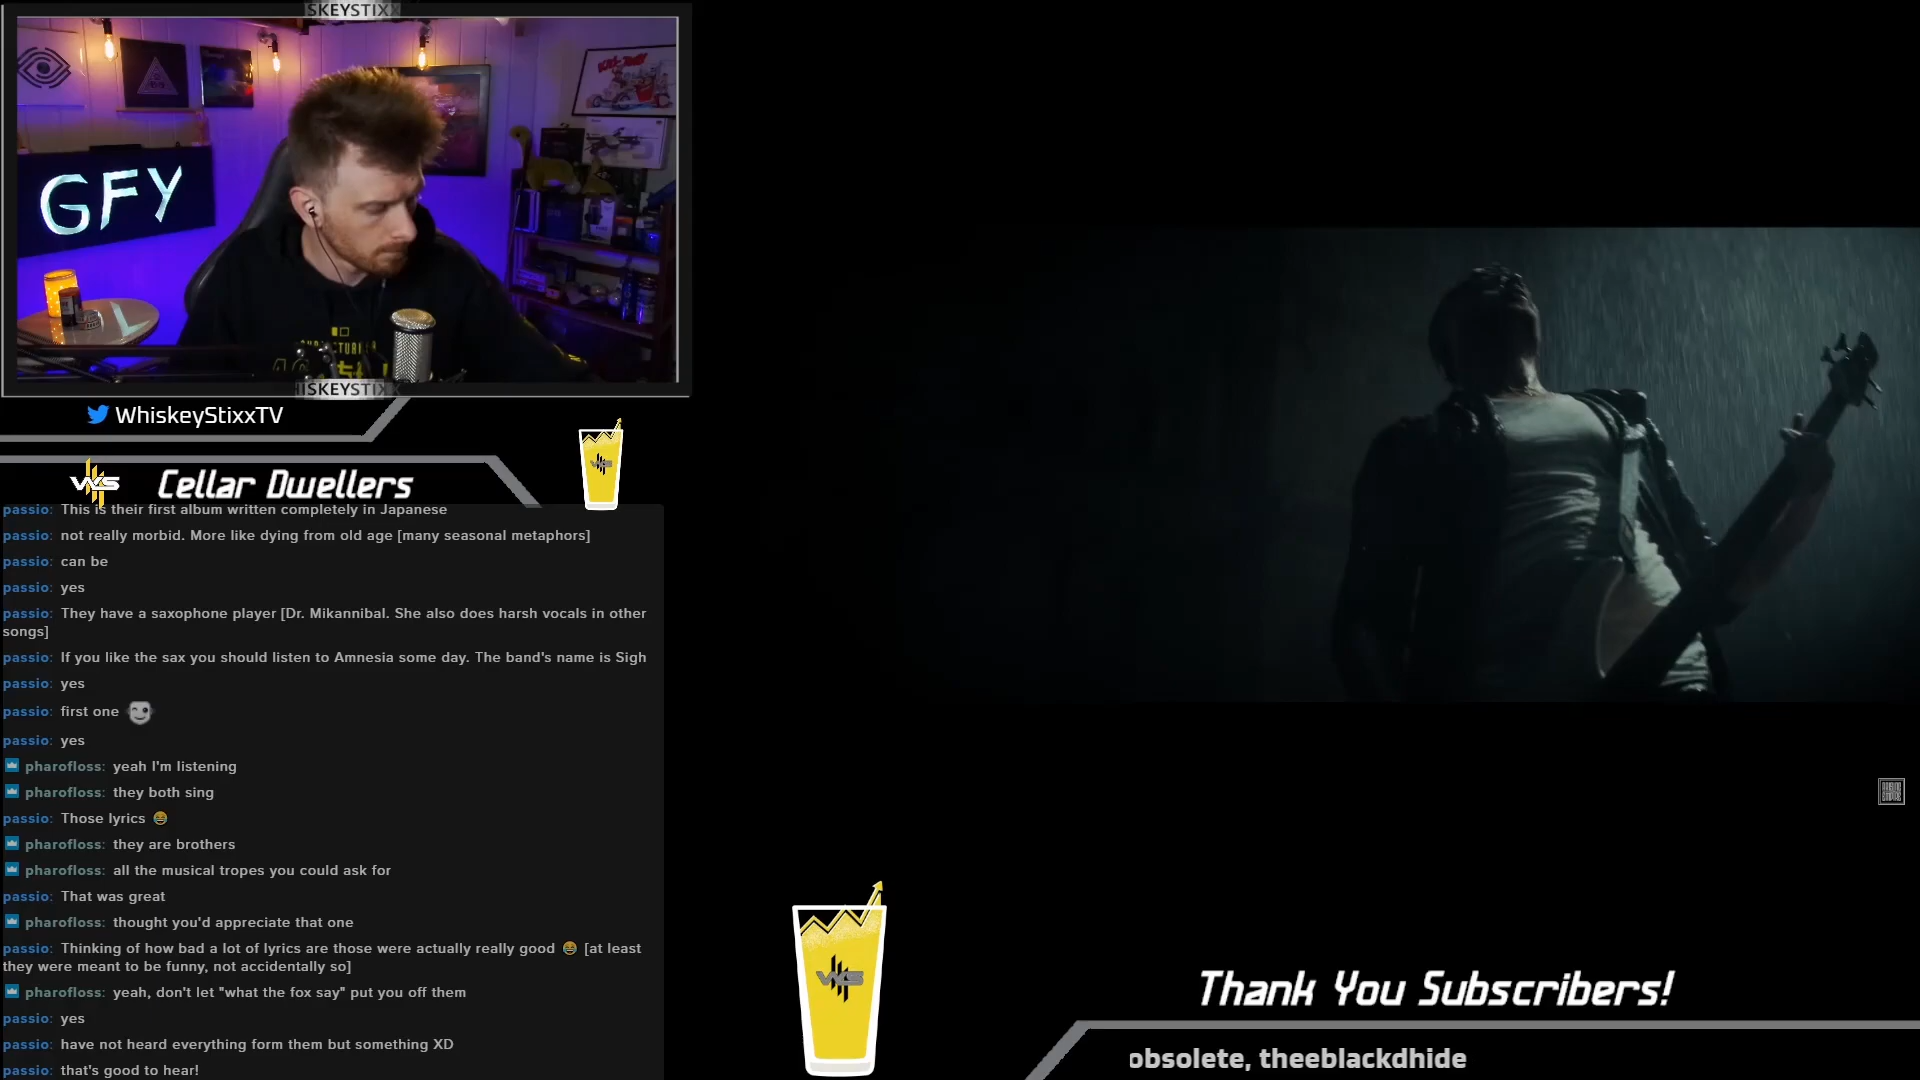 SKEYSTIX
GFY
HISKEYSTIX
WhiskeyStixxTV
WS
Cellar Dwellers
passio: This is their first album written completely in Japanese
passio: not really morbid. More like dying from old age [many seasonal metaphors]
passio: can be
passio: yes
passio: They have a saxophone player [Dr. Mikannibal. She also does harsh vocals in other
songs]
passio: If you like the sax you should listen to Amnesia some day. The band's name is Sigh
passio: yes
passio: first one
passio: yes
pharofloss: yeah I'm listening
pharofloss: they both sing
passio: Those lyrics 😂
pharofloss: they are brothers
pharofloss: all the musical tropes you could ask for
passio: That was great
pharofloss: thought you'd appreciate that one
passio: Thinking of how bad a lot of lyrics are those were actually really good 😂 [at least
they were meant to be funny, not accidentally so]
pharofloss: yeah, don't let "what the fox say" put you off them
passio: yes
passio: have not heard everything form them but something XD
passio: that's good to hear!
WS
Thank You Subscribers!
obsolete, theeblackdhide